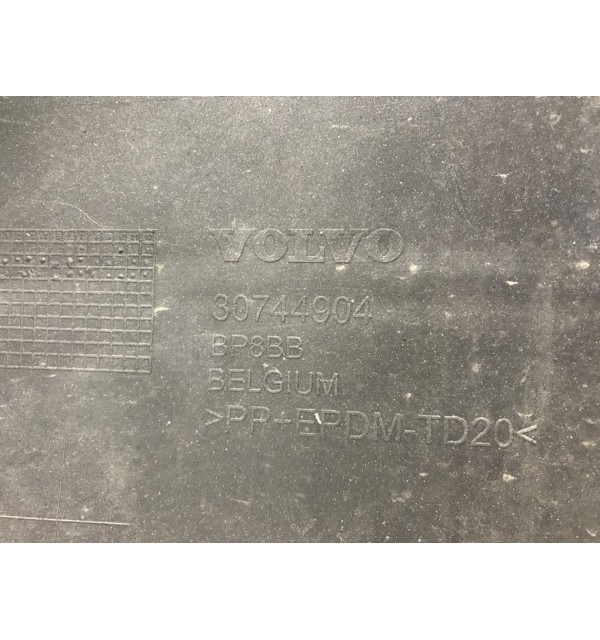 VOLVO
30744904
BP8BB
BELGIUM
>PP+EPDM-TD20<